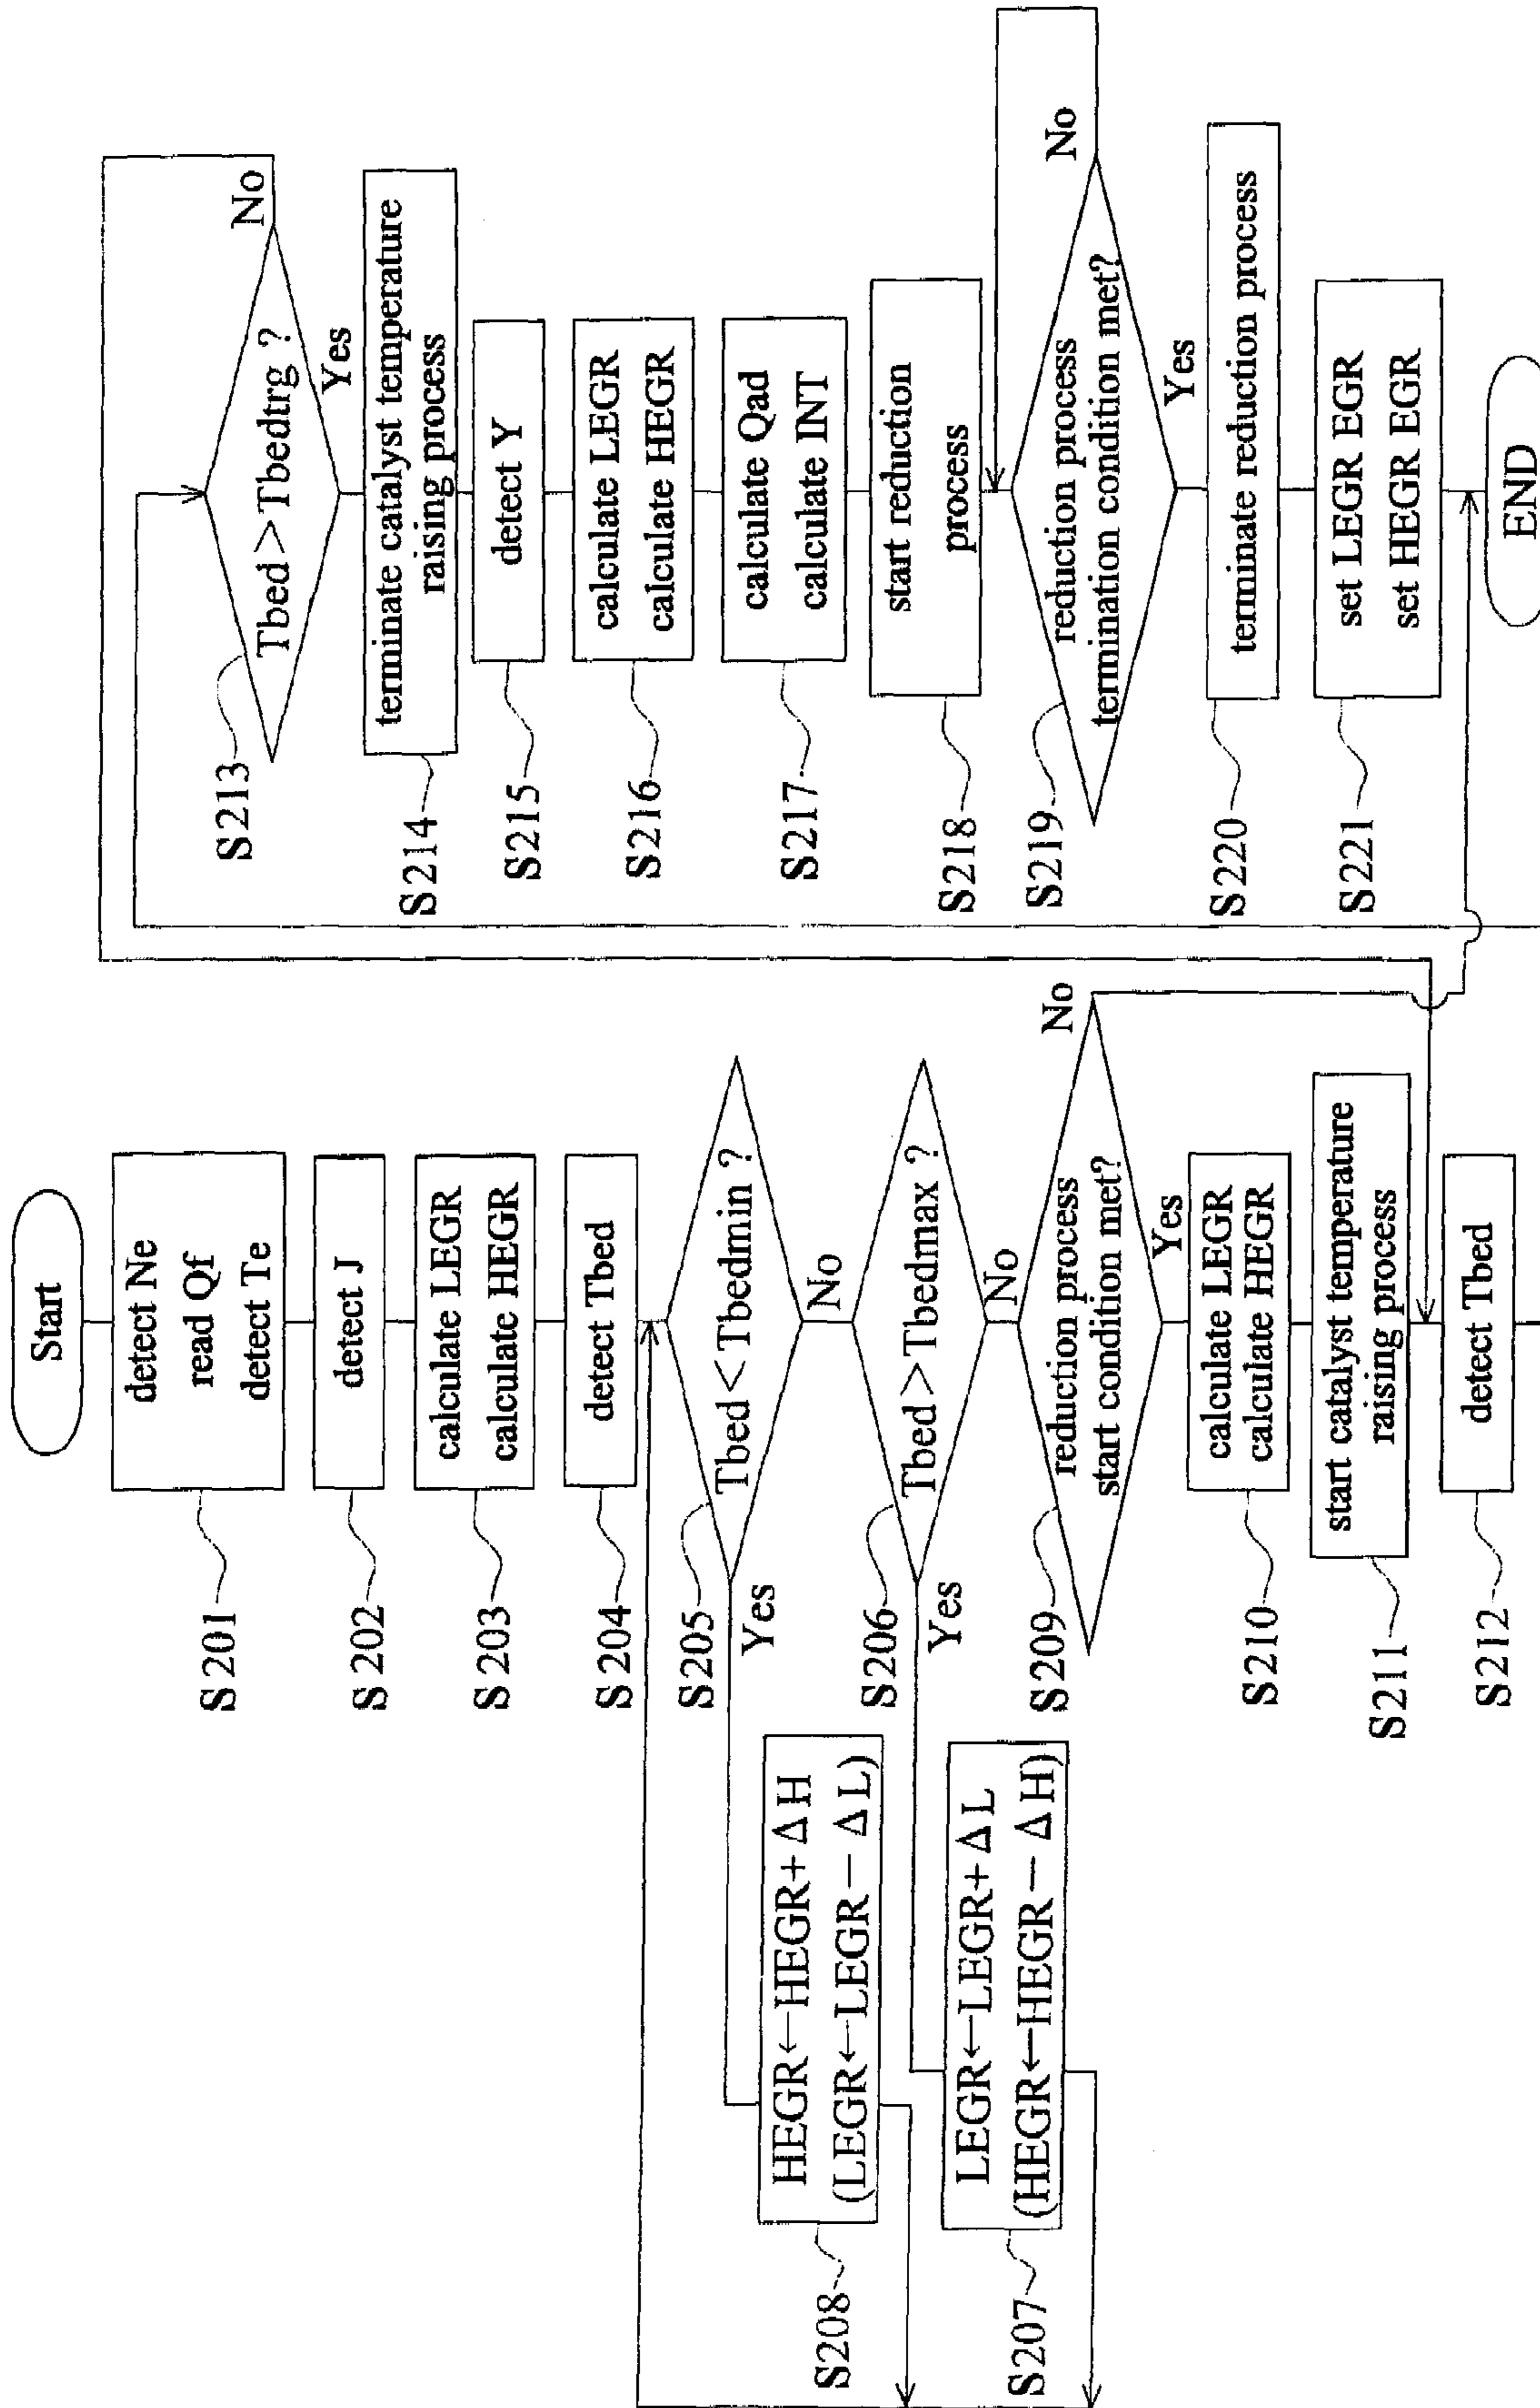 Start
detect Ne
read Qf
detect Te
S201
detect J
S202
calculate LEGR
calculate HEGR
S203
detect Tbed
S204
Tbed < Tbedmin ?
S205
Yes
No
HEGR←HEGR+ΔH
(LEGR←LEGR−ΔL)
S208
Tbed > Tbedmax ?
S206
Yes
No
LEGR←LEGR+ΔL
(HEGR←HEGR−ΔH)
S207
reduction process
start condition met?
S209
No
Yes
calculate LEGR
calculate HEGR
S210
start catalyst temperature
raising process
S211
detect Tbed
S212
Tbed > Tbedtrg ?
S213
No
Yes
terminate catalyst temperature
raising process
S214
detect Y
S215
calculate LEGR
calculate HEGR
S216
calculate Qad
calculate INT
S217
start reduction
process
S218
reduction process
termination condition met?
S219
No
Yes
terminate reduction process
S220
set LEGR EGR
set HEGR EGR
S221
END